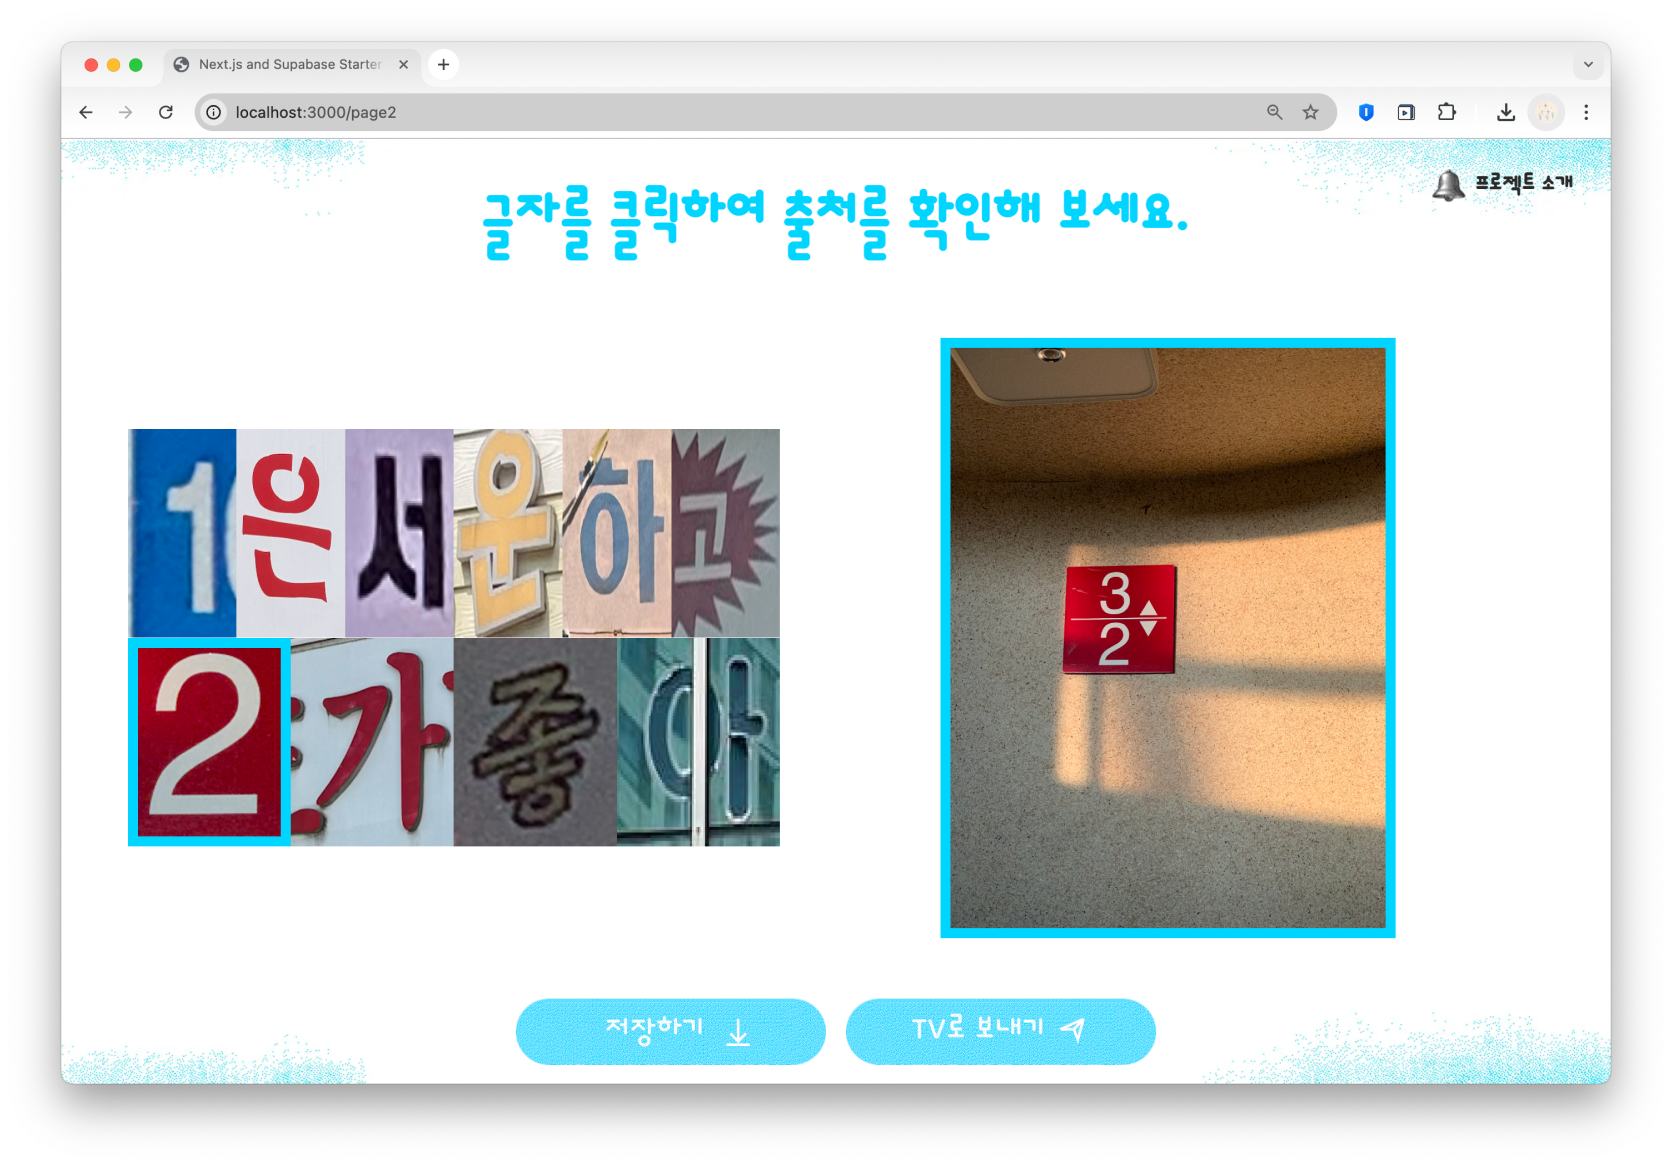 Next.js and Supabase Starter
localhost:3000/page2
프로젝트 소개
글자를 클릭하여 출처를 확인해 보세요.
1은서운하고
2가좋아
3
2
저장하기
TV로 보내기